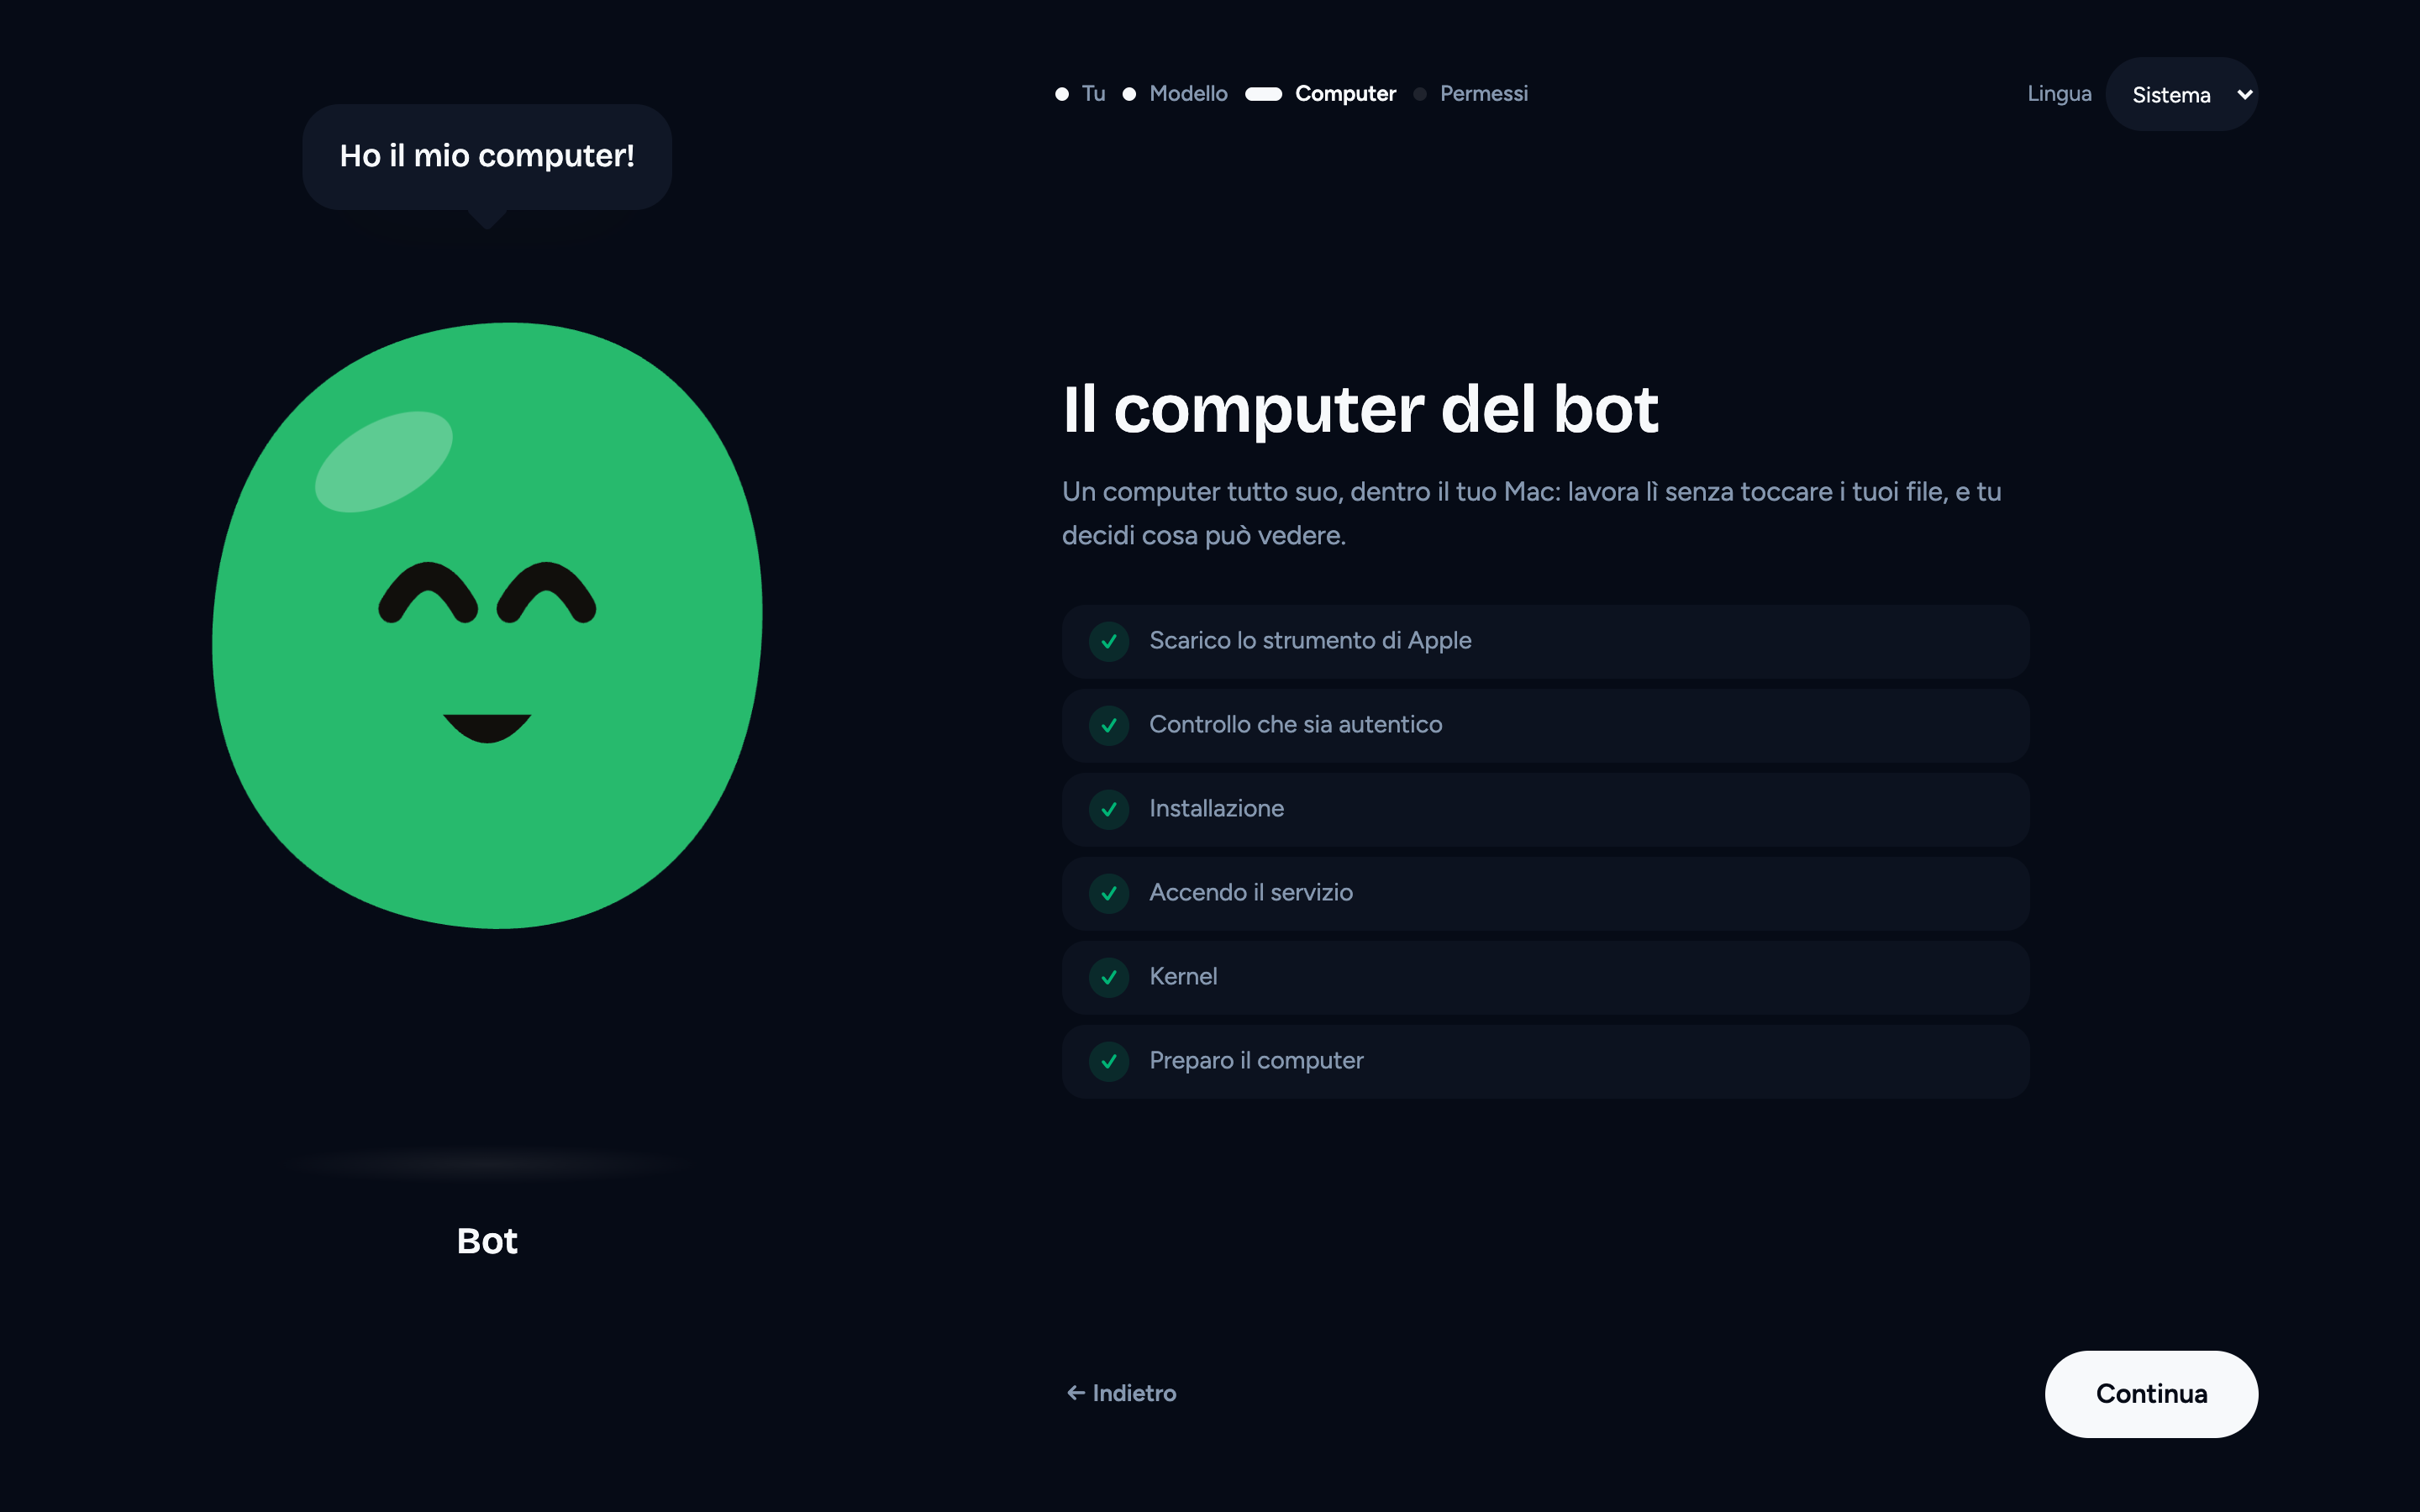 Ho il mio computer!
Bot
Tu
Modello
Computer
Permessi
Lingua
Sistema
Il computer del bot
Un computer tutto suo, dentro il tuo Mac: lavora lì senza toccare i tuoi file, e tu
decidi cosa può vedere.
Scarico lo strumento di Apple
Controllo che sia autentico
Installazione
Accendo il servizio
Kernel
Preparo il computer
Indietro
Continua